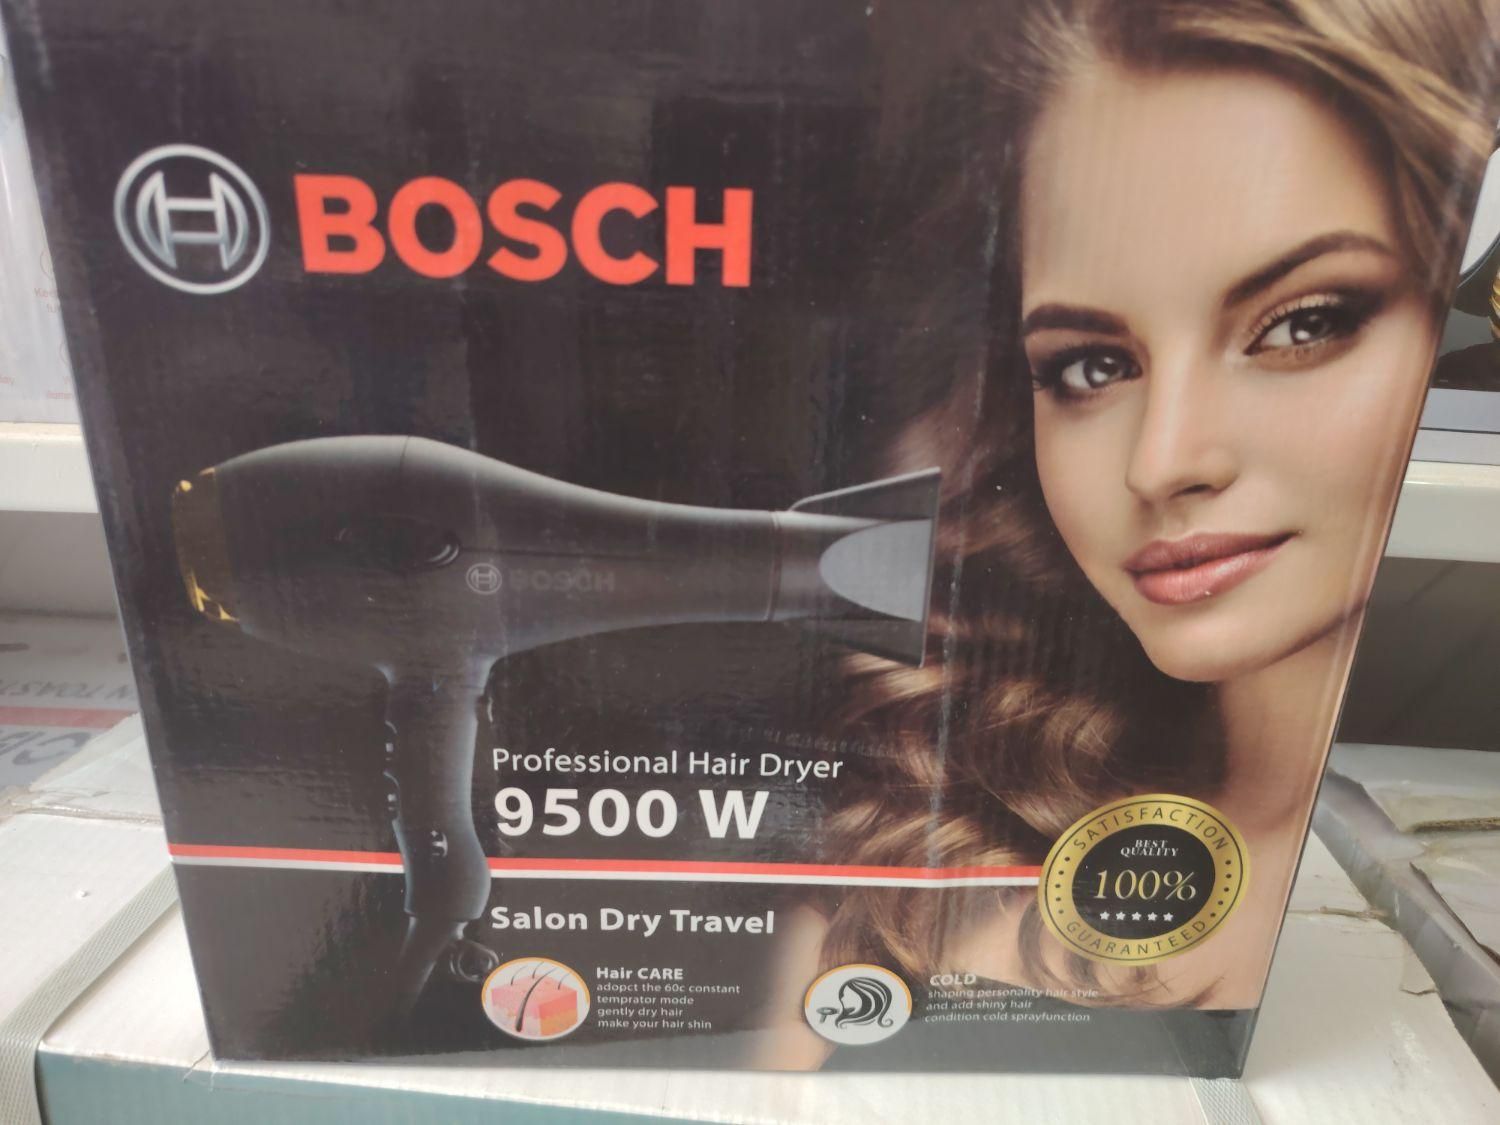 BOSCH
BOSCH
Professional Hair Dryer
9500 W
Salon Dry Travel
Hair CARE
adopct the 60c constant
temprator mode
gently dry hair
make your hair shin
COLD
shaping personality hair style
and add shiny hair
condition cold sprayfunction
SATISFACTION
BEST
QUALITY
100%
GUARANTEED